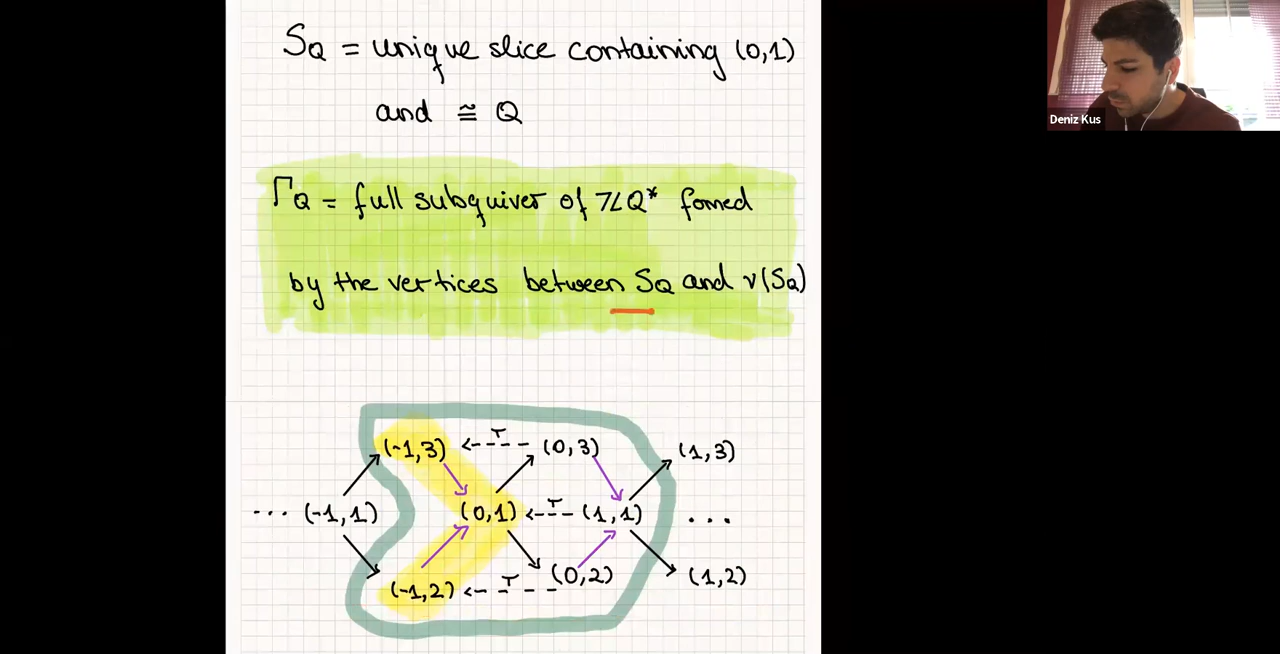 S_Q = unique slice containing (0,1)
and ≅ Q
Deniz Kus
Γ_Q = full subquiver of ℤQ* fomed
by the vertices between S_Q and ν(S_Q)
(-1,3) τ (0,3) (1,3)
... (-1,1) (0,1) τ (1,1) ...
(-1,2) τ (0,2) (1,2)